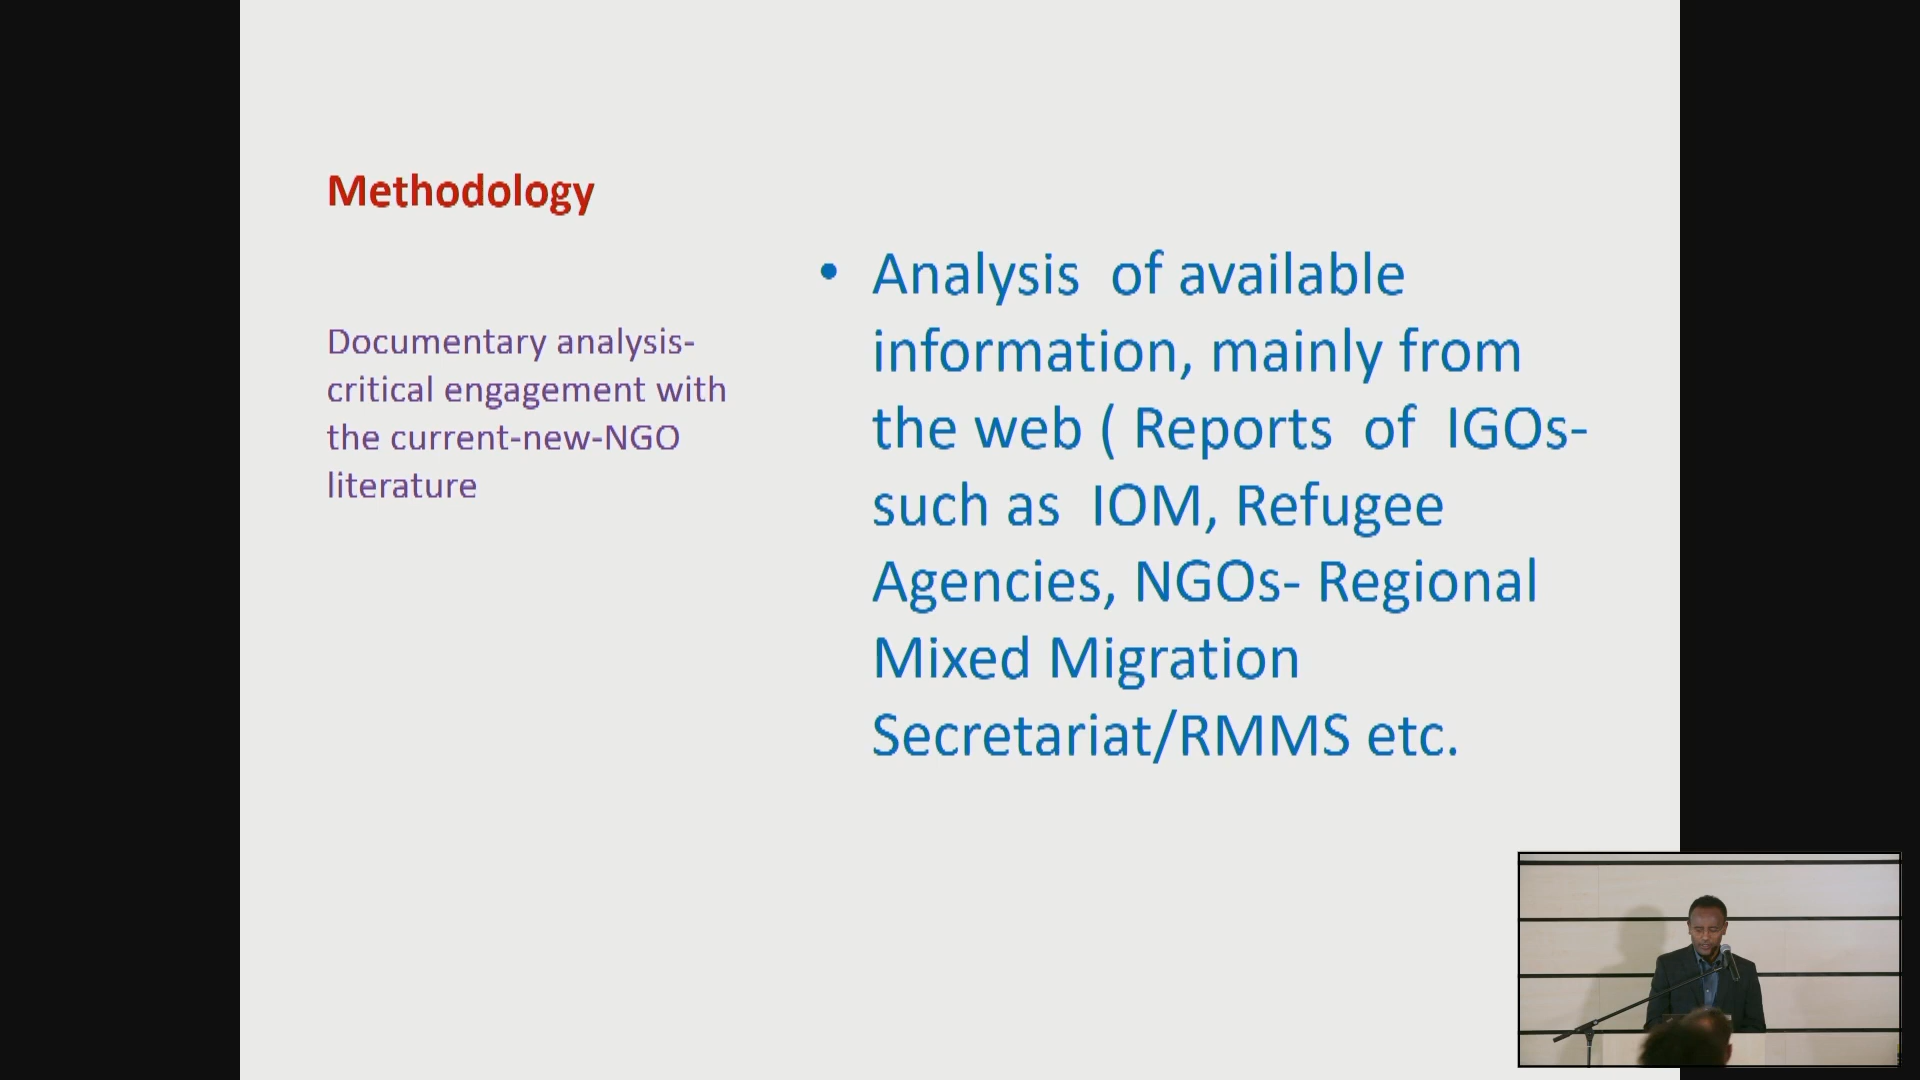 Methodology
Documentary analysis-
critical engagement with
the current-new-NGO
literature
• Analysis  of available
information, mainly from
the web ( Reports  of  IGOs-
such as  IOM, Refugee
Agencies, NGOs- Regional
Mixed Migration
Secretariat/RMMS etc.